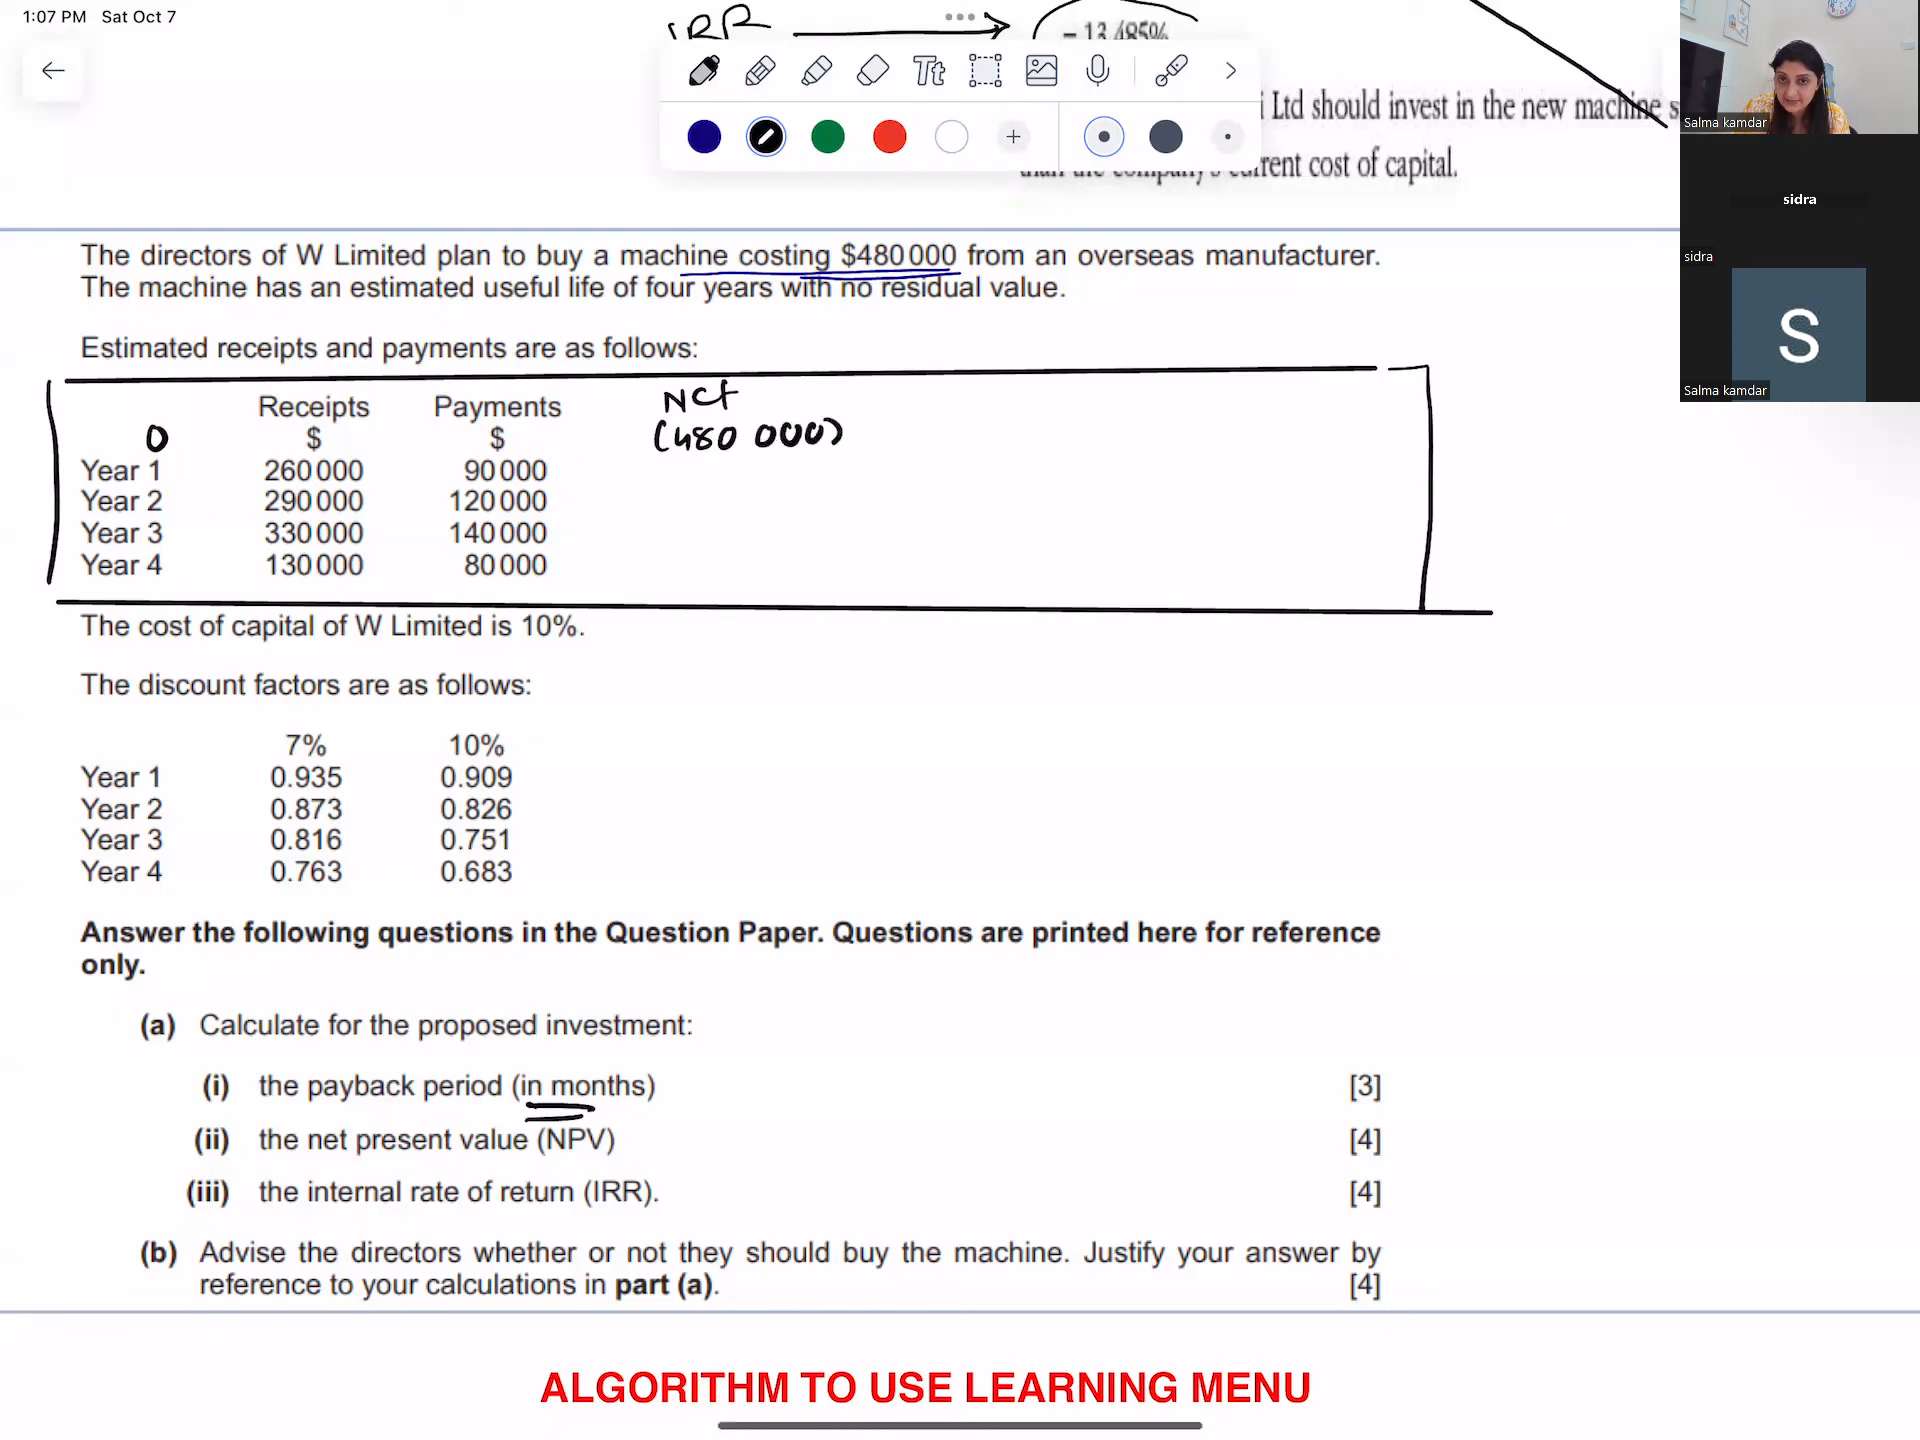 1:07 PM Sat Oct 7
IRR
= 13.485%
Tt
i Ltd should invest in the new machine s
than the company's current cost of capital.
Salma kamdar
sidra
sidra
S
Salma kamdar
The directors of W Limited plan to buy a machine costing $480 000 from an overseas manufacturer.
The machine has an estimated useful life of four years with no residual value.
Estimated receipts and payments are as follows:
Receipts Payments NCf
0 $ $ (480 000)
Year 1 260 000 90 000
Year 2 290 000 120 000
Year 3 330 000 140 000
Year 4 130 000 80 000
The cost of capital of W Limited is 10%.
The discount factors are as follows:
7% 10%
Year 1 0.935 0.909
Year 2 0.873 0.826
Year 3 0.816 0.751
Year 4 0.763 0.683
Answer the following questions in the Question Paper. Questions are printed here for reference
only.
(a) Calculate for the proposed investment:
(i) the payback period (in months) [3]
(ii) the net present value (NPV) [4]
(iii) the internal rate of return (IRR). [4]
(b) Advise the directors whether or not they should buy the machine. Justify your answer by
reference to your calculations in part (a). [4]
ALGORITHM TO USE LEARNING MENU